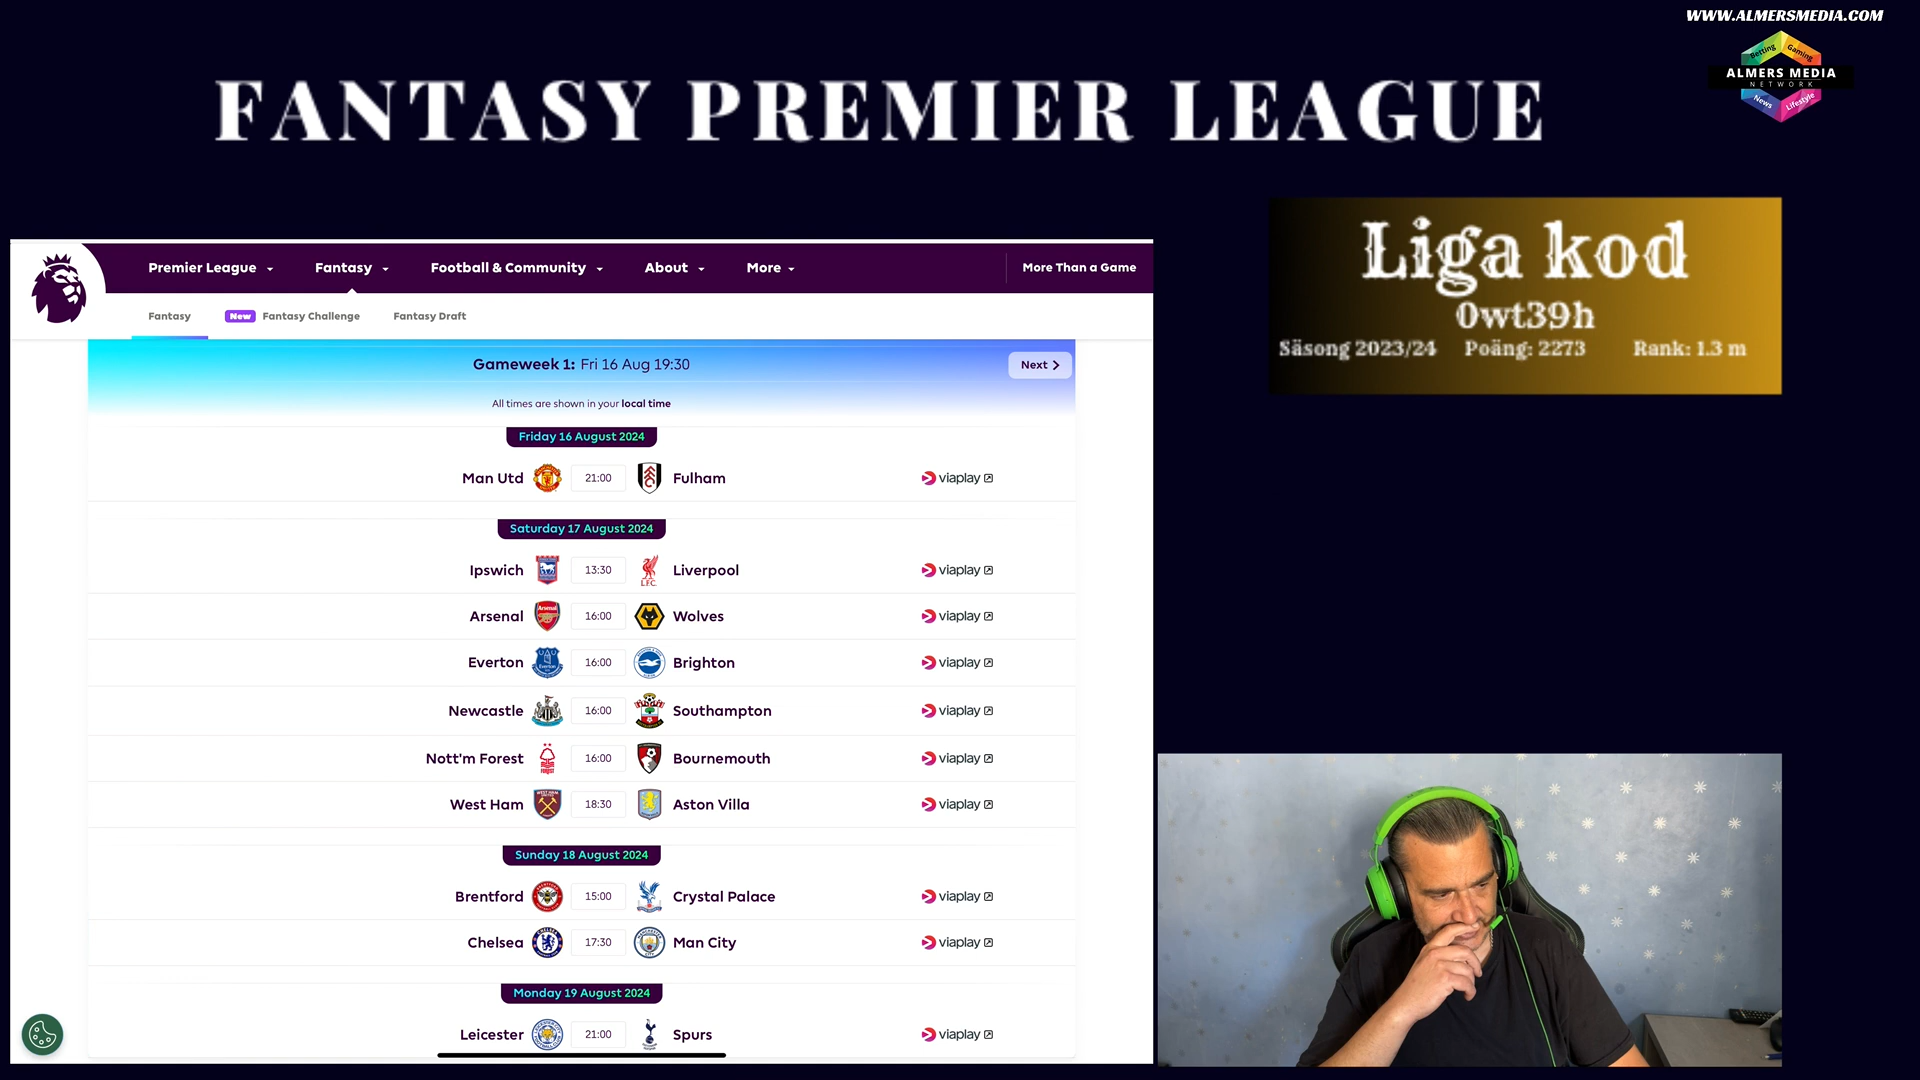 WWW.ALMERSMEDIA.COM
Betting Gaming
ALMERS MEDIA
NETWORK
News Lifestyle
FANTASY PREMIER LEAGUE
Liga kod
0wt39h
Säsong 2023/24 Poäng: 2273 Rank: 1.3 m
Premier League Fantasy Football & Community About More More Than a Game
Fantasy New Fantasy Challenge Fantasy Draft
Gameweek 1: Fri 16 Aug 19:30 Next
All times are shown in your local time
Friday 16 August 2024
Man Utd 21:00 Fulham viaplay
Saturday 17 August 2024
Ipswich 13:30 Liverpool viaplay
Arsenal 16:00 Wolves viaplay
Everton 16:00 Brighton viaplay
Newcastle 16:00 Southampton viaplay
Nott'm Forest 16:00 Bournemouth viaplay
West Ham 18:30 Aston Villa viaplay
Sunday 18 August 2024
Brentford 15:00 Crystal Palace viaplay
Chelsea 17:30 Man City viaplay
Monday 19 August 2024
Leicester 21:00 Spurs viaplay